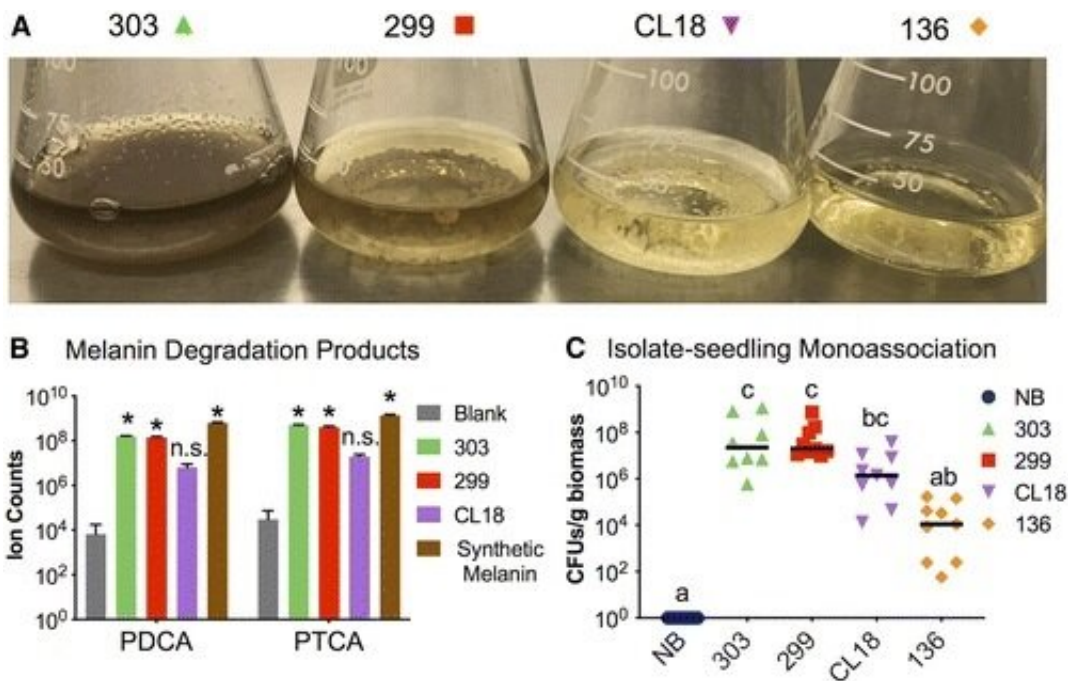 A 303 299 CL18 136
100 100 100 100
75 75 75
50 0 50 50
B Melanin Degradation Products
Ion Counts
10^10
10^8
10^6
10^4
10^2
10^0
* * n.s. *
* * n.s. *
PDCA PTCA
Blank
303
299
CL18
Synthetic
Melanin
C Isolate-seedling Monoassociation
CFUs/g biomass
10^10
10^8
10^6
10^4
10^2
10^0
a c c bc ab
NB 303 299 CL18 136
NB
303
299
CL18
136